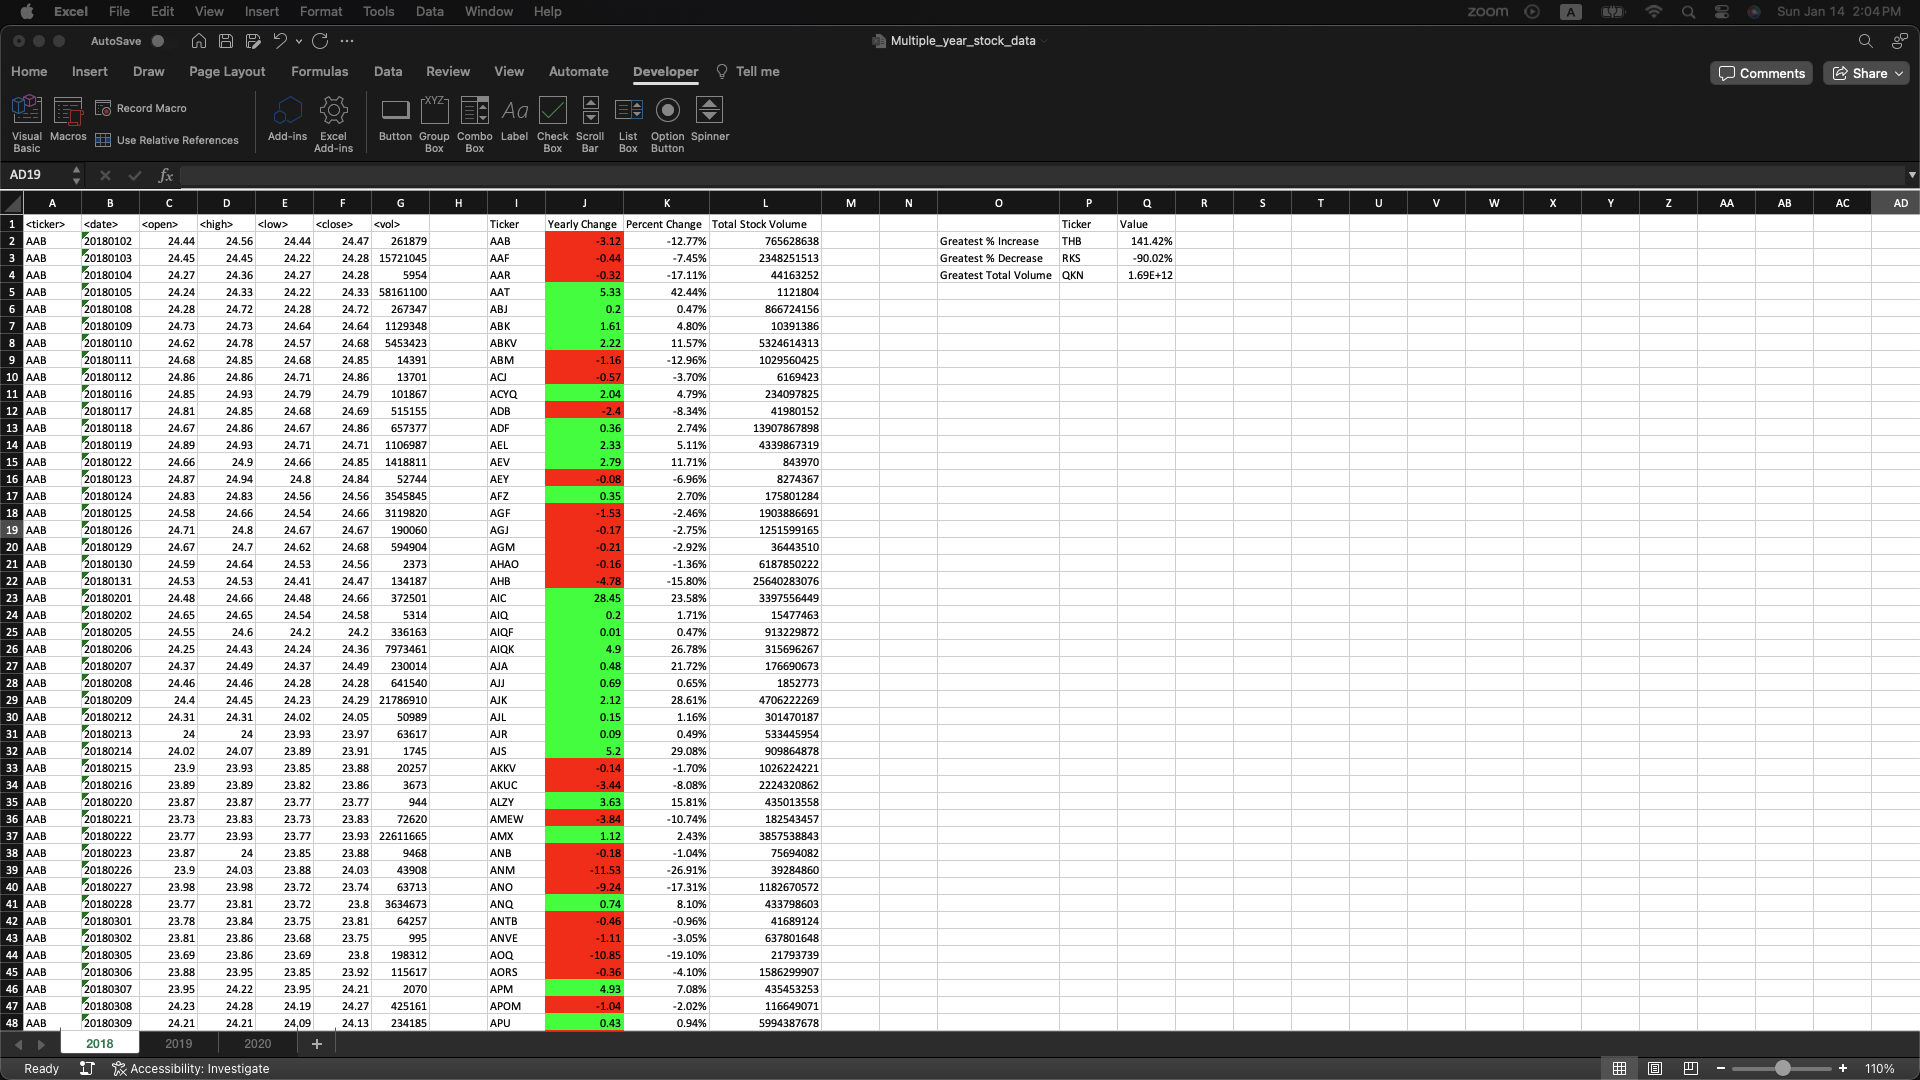 Excel File Edit View Insert Format Tools Data Window Help zoom A Sun Jan 14 2:04 PM
AutoSave Multiple_year_stock_data
Home Insert Draw Page Layout Formulas Data Review View Automate Developer Tell me Comments Share
Visual Basic Macros Record Macro Use Relative References Add-ins Excel Add-ins Button Group Box Combo Box Label Check Box Scroll Bar List Box Option Button Spinner
AD19 fx
A B C D E F G H I J K L M N O P Q R S T U V W X Y Z AA AB AC AD
1 <ticker> <date> <open> <high> <low> <close> <vol> Ticker Yearly Change Percent Change Total Stock Volume Ticker Value
2 AAB 20180102 24.44 24.56 24.44 24.47 261879 AAB -3.12 -12.77% 765628638 Greatest % Increase THB 141.42%
3 AAB 20180103 24.45 24.45 24.22 24.28 15721045 AAF -0.44 -7.45% 2348251513 Greatest % Decrease RKS -90.02%
4 AAB 20180104 24.27 24.36 24.27 24.28 5954 AAR -0.32 -17.11% 44163252 Greatest Total Volume QKN 1.69E+12
5 AAB 20180105 24.24 24.33 24.22 24.33 58161100 AAT 5.33 42.44% 1121804
6 AAB 20180108 24.28 24.72 24.28 24.72 267347 ABJ 0.2 0.47% 866724156
7 AAB 20180109 24.73 24.73 24.64 24.64 1129348 ABK 1.61 4.80% 10391386
8 AAB 20180110 24.62 24.78 24.57 24.68 5453423 ABKV 2.22 11.57% 5324614313
9 AAB 20180111 24.68 24.85 24.68 24.85 14391 ABM -1.16 -12.96% 1029560425
10 AAB 20180112 24.86 24.86 24.71 24.86 13701 ACJ -0.57 -3.70% 6169423
11 AAB 20180116 24.85 24.93 24.79 24.79 101867 ACYQ 2.04 4.79% 234097825
12 AAB 20180117 24.81 24.85 24.68 24.69 515155 ADB -2.4 -8.34% 41980152
13 AAB 20180118 24.67 24.86 24.67 24.86 657377 ADF 0.36 2.74% 13907867898
14 AAB 20180119 24.89 24.93 24.71 24.71 1106987 AEL 2.33 5.11% 4339867319
15 AAB 20180122 24.66 24.9 24.66 24.85 1418811 AEV 2.79 11.71% 843970
16 AAB 20180123 24.87 24.94 24.8 24.84 52744 AEY -0.08 -6.96% 8274367
17 AAB 20180124 24.83 24.83 24.56 24.56 3545845 AFZ 0.35 2.70% 175801284
18 AAB 20180125 24.58 24.66 24.54 24.66 3119820 AGF -1.53 -2.46% 1903886691
19 AAB 20180126 24.71 24.8 24.67 24.67 190060 AGJ -0.17 -2.75% 1251599165
20 AAB 20180129 24.67 24.7 24.62 24.68 594904 AGM -0.21 -2.92% 36443510
21 AAB 20180130 24.59 24.64 24.53 24.56 2373 AHAO -0.16 -1.36% 6187850222
22 AAB 20180131 24.53 24.53 24.41 24.47 134187 AHB -4.78 -15.80% 25640283076
23 AAB 20180201 24.48 24.66 24.48 24.66 372501 AIC 28.45 23.58% 3397556449
24 AAB 20180202 24.65 24.65 24.54 24.58 5314 AIQ 0.2 1.71% 15477463
25 AAB 20180205 24.55 24.6 24.2 24.2 336163 AIQF 0.01 0.47% 913229872
26 AAB 20180206 24.25 24.43 24.24 24.36 7973461 AIQK 4.9 26.78% 315696267
27 AAB 20180207 24.37 24.49 24.37 24.49 230014 AJA 0.48 21.72% 176690673
28 AAB 20180208 24.46 24.46 24.28 24.28 641540 AJJ 0.69 0.65% 1852773
29 AAB 20180209 24.4 24.45 24.23 24.29 21786910 AJK 2.12 28.61% 4706222269
30 AAB 20180212 24.31 24.31 24.02 24.05 50989 AJL 0.15 1.16% 301470187
31 AAB 20180213 24 24 23.93 23.97 63617 AJR 0.09 0.49% 533445954
32 AAB 20180214 24.02 24.07 23.89 23.91 1745 AJS 5.2 29.08% 909864878
33 AAB 20180215 23.9 23.93 23.85 23.88 20257 AKKV -0.14 -1.70% 1026224221
34 AAB 20180216 23.89 23.89 23.82 23.86 3673 AKUC -3.44 -8.08% 2224320862
35 AAB 20180220 23.87 23.87 23.77 23.77 944 ALZY 3.63 15.81% 435013558
36 AAB 20180221 23.73 23.83 23.73 23.83 72620 AMEW -3.84 -10.74% 182543457
37 AAB 20180222 23.77 23.93 23.77 23.93 22611665 AMX 1.12 2.43% 3857538843
38 AAB 20180223 23.87 24 23.85 23.88 9468 ANB -0.18 -1.04% 75694082
39 AAB 20180226 23.9 24.03 23.88 24.03 43908 ANM -11.53 -26.91% 39284860
40 AAB 20180227 23.98 23.98 23.72 23.74 63713 ANO -9.24 -17.31% 1182670572
41 AAB 20180228 23.77 23.81 23.72 23.8 3634673 ANQ 0.74 8.10% 433798603
42 AAB 20180301 23.78 23.84 23.75 23.81 64257 ANTB -0.46 -0.96% 41689124
43 AAB 20180302 23.81 23.86 23.68 23.75 995 ANVE -1.11 -3.05% 637801648
44 AAB 20180305 23.69 23.86 23.69 23.8 198312 AOQ -10.85 -19.10% 21793739
45 AAB 20180306 23.88 23.95 23.85 23.92 115617 AORS -0.36 -4.10% 1586299907
46 AAB 20180307 23.95 24.22 23.95 24.21 2070 APM 4.93 7.08% 435453253
47 AAB 20180308 24.23 24.28 24.19 24.27 425161 APOM -1.04 -2.02% 116649071
48 AAB 20180309 24.21 24.21 24.09 24.13 234185 APU 0.43 0.94% 5994387678
2018 2019 2020 +
Ready Accessibility: Investigate 110%